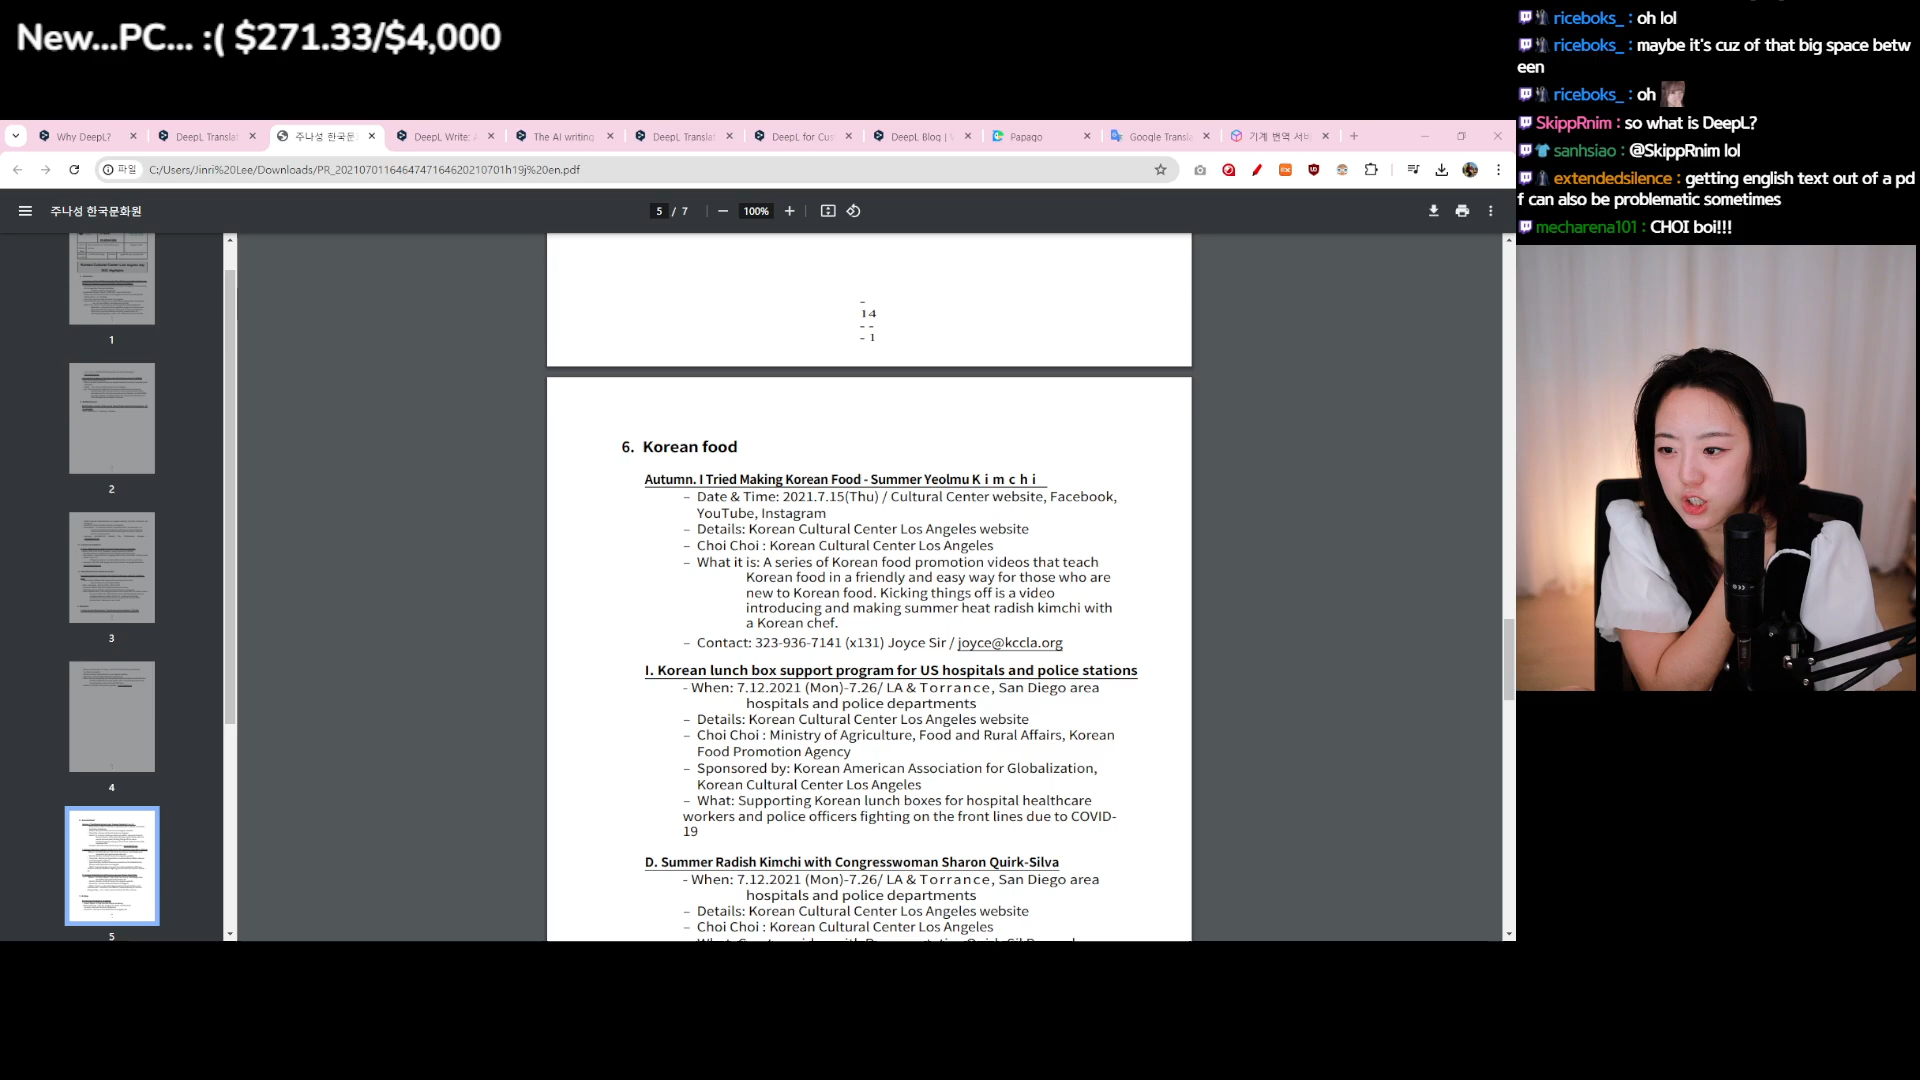 New...PC... :( $271.33/$4,000
riceboks_ : oh lol
riceboks_ : maybe it's cuz of that big space betw
een
riceboks_ : oh
SkippRnim : so what is DeepL?
sanhsiao : @SkippRnim lol
extendedsilence : getting english text out of a pd
f can also be problematic sometimes
mecharena101 : CHOI boi!!!
Why DeepL?
DeepL Translat
주나성 한국문
DeepL Write: A
The AI writing
DeepL Translat
DeepL for Cus
DeepL Blog |
Papago
Google Transla
기계 번역 서비
파일
C:/Users/Jinri%20Lee/Downloads/PR_202107011646474716462021070​1h19j%20en.pdf
주나성 한국문화원
5 / 7
100%
1
2
3
4
5
-
14
- -
- 1
6. Korean food
Autumn. I Tried Making Korean Food - Summer Yeolmu K i m c h i
– Date & Time: 2021.7.15(Thu) / Cultural Center website, Facebook,
YouTube, Instagram
– Details: Korean Cultural Center Los Angeles website
– Choi Choi : Korean Cultural Center Los Angeles
– What it is: A series of Korean food promotion videos that teach
Korean food in a friendly and easy way for those who are
new to Korean food. Kicking things off is a video
introducing and making summer heat radish kimchi with
a Korean chef.
– Contact: 323-936-7141 (x131) Joyce Sir / joyce@kccla.org
I. Korean lunch box support program for US hospitals and police stations
- When: 7.12.2021 (Mon)-7.26/ LA & Torrance, San Diego area
hospitals and police departments
– Details: Korean Cultural Center Los Angeles website
– Choi Choi : Ministry of Agriculture, Food and Rural Affairs, Korean
Food Promotion Agency
– Sponsored by: Korean American Association for Globalization,
Korean Cultural Center Los Angeles
– What: Supporting Korean lunch boxes for hospital healthcare
workers and police officers fighting on the front lines due to COVID-
19
D. Summer Radish Kimchi with Congresswoman Sharon Quirk-Silva
- When: 7.12.2021 (Mon)-7.26/ LA & Torrance, San Diego area
hospitals and police departments
– Details: Korean Cultural Center Los Angeles website
– Choi Choi : Korean Cultural Center Los Angeles